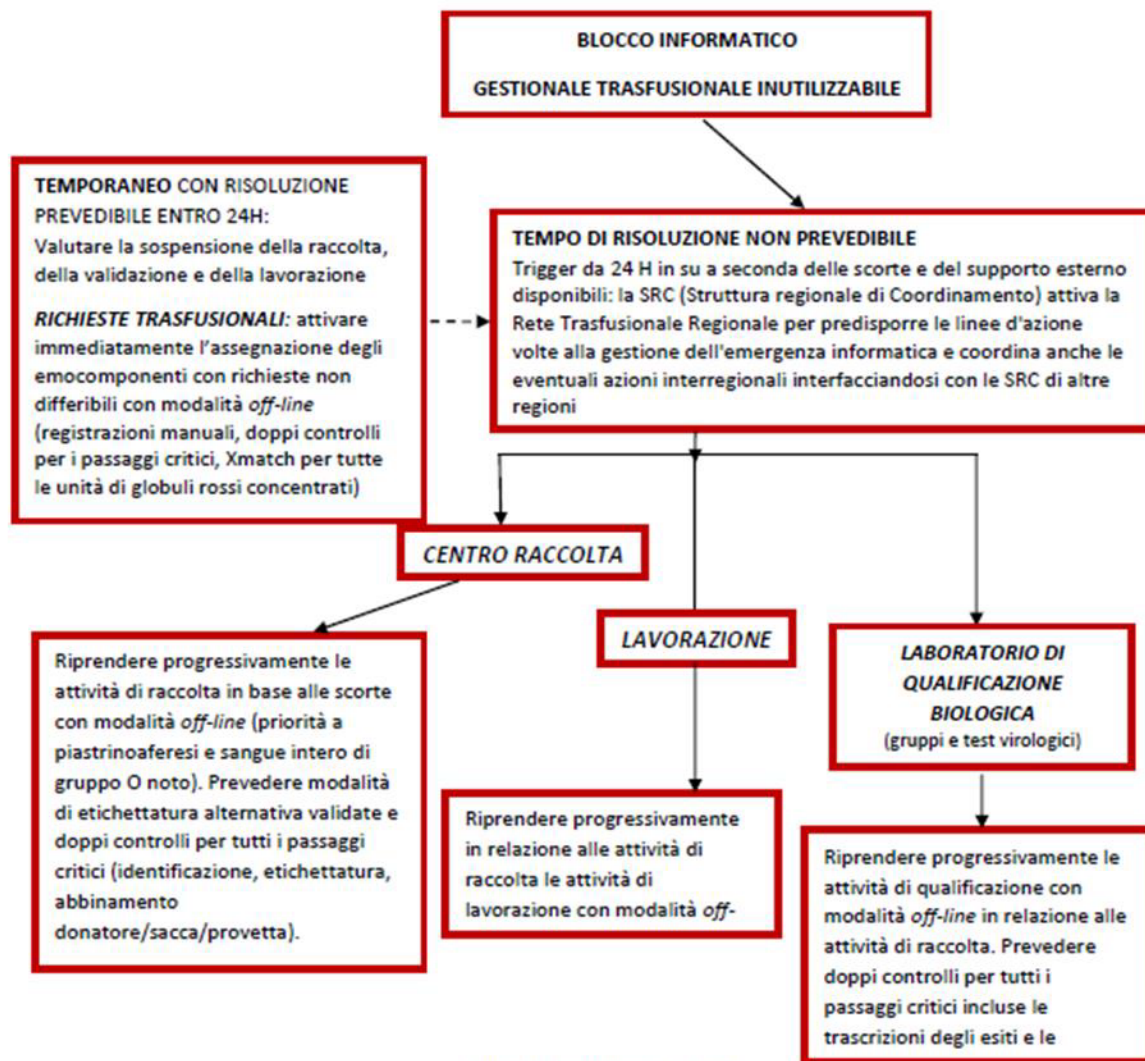 BLOCCO INFORMATICO
GESTIONALE TRASFUSIONALE INUTILIZZABILE
TEMPORANEO CON RISOLUZIONE
PREVEDIBILE ENTRO 24H:
Valutare la sospensione della raccolta,
della validazione e della lavorazione
RICHIESTE TRASFUSIONALI: attivare
immediatamente l'assegnazione degli
emocomponenti con richieste non
differibili con modalità off-line
(registrazioni manuali, doppi controlli
per i passaggi critici, Xmatch per tutte
le unità di globuli rossi concentrati)
TEMPO DI RISOLUZIONE NON PREVEDIBILE
Trigger da 24 H in su a seconda delle scorte e del supporto esterno
disponibili: la SRC (Struttura regionale di Coordinamento) attiva la
Rete Trasfusionale Regionale per predisporre le linee d'azione
volte alla gestione dell'emergenza informatica e coordina anche le
eventuali azioni interregionali interfacciandosi con le SRC di altre
regioni
CENTRO RACCOLTA
Riprendere progressivamente le
attività di raccolta in base alle scorte
con modalità off-line (priorità a
piastrinoaferesi e sangue intero di
gruppo O noto). Prevedere modalità
di etichettatura alternativa validate e
doppi controlli per tutti i passaggi
critici (identificazione, etichettatura,
abbinamento
donatore/sacca/provetta).
LAVORAZIONE
Riprendere progressivamente
in relazione alle attività di
raccolta le attività di
lavorazione con modalità off-
LABORATORIO DI
QUALIFICAZIONE
BIOLOGICA
(gruppi e test virologici)
Riprendere progressivamente le
attività di qualificazione con
modalità off-line in relazione alle
attività di raccolta. Prevedere
doppi controlli per tutti i
passaggi critici incluse le
trascrizioni degli esiti e le